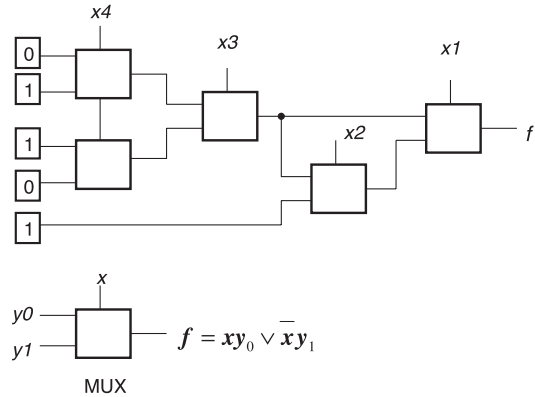 x4
0
1
x3
x1
1
0
1
x2
f
x
y0
y1
f = xy₀ ∨ x̄y₁
MUX